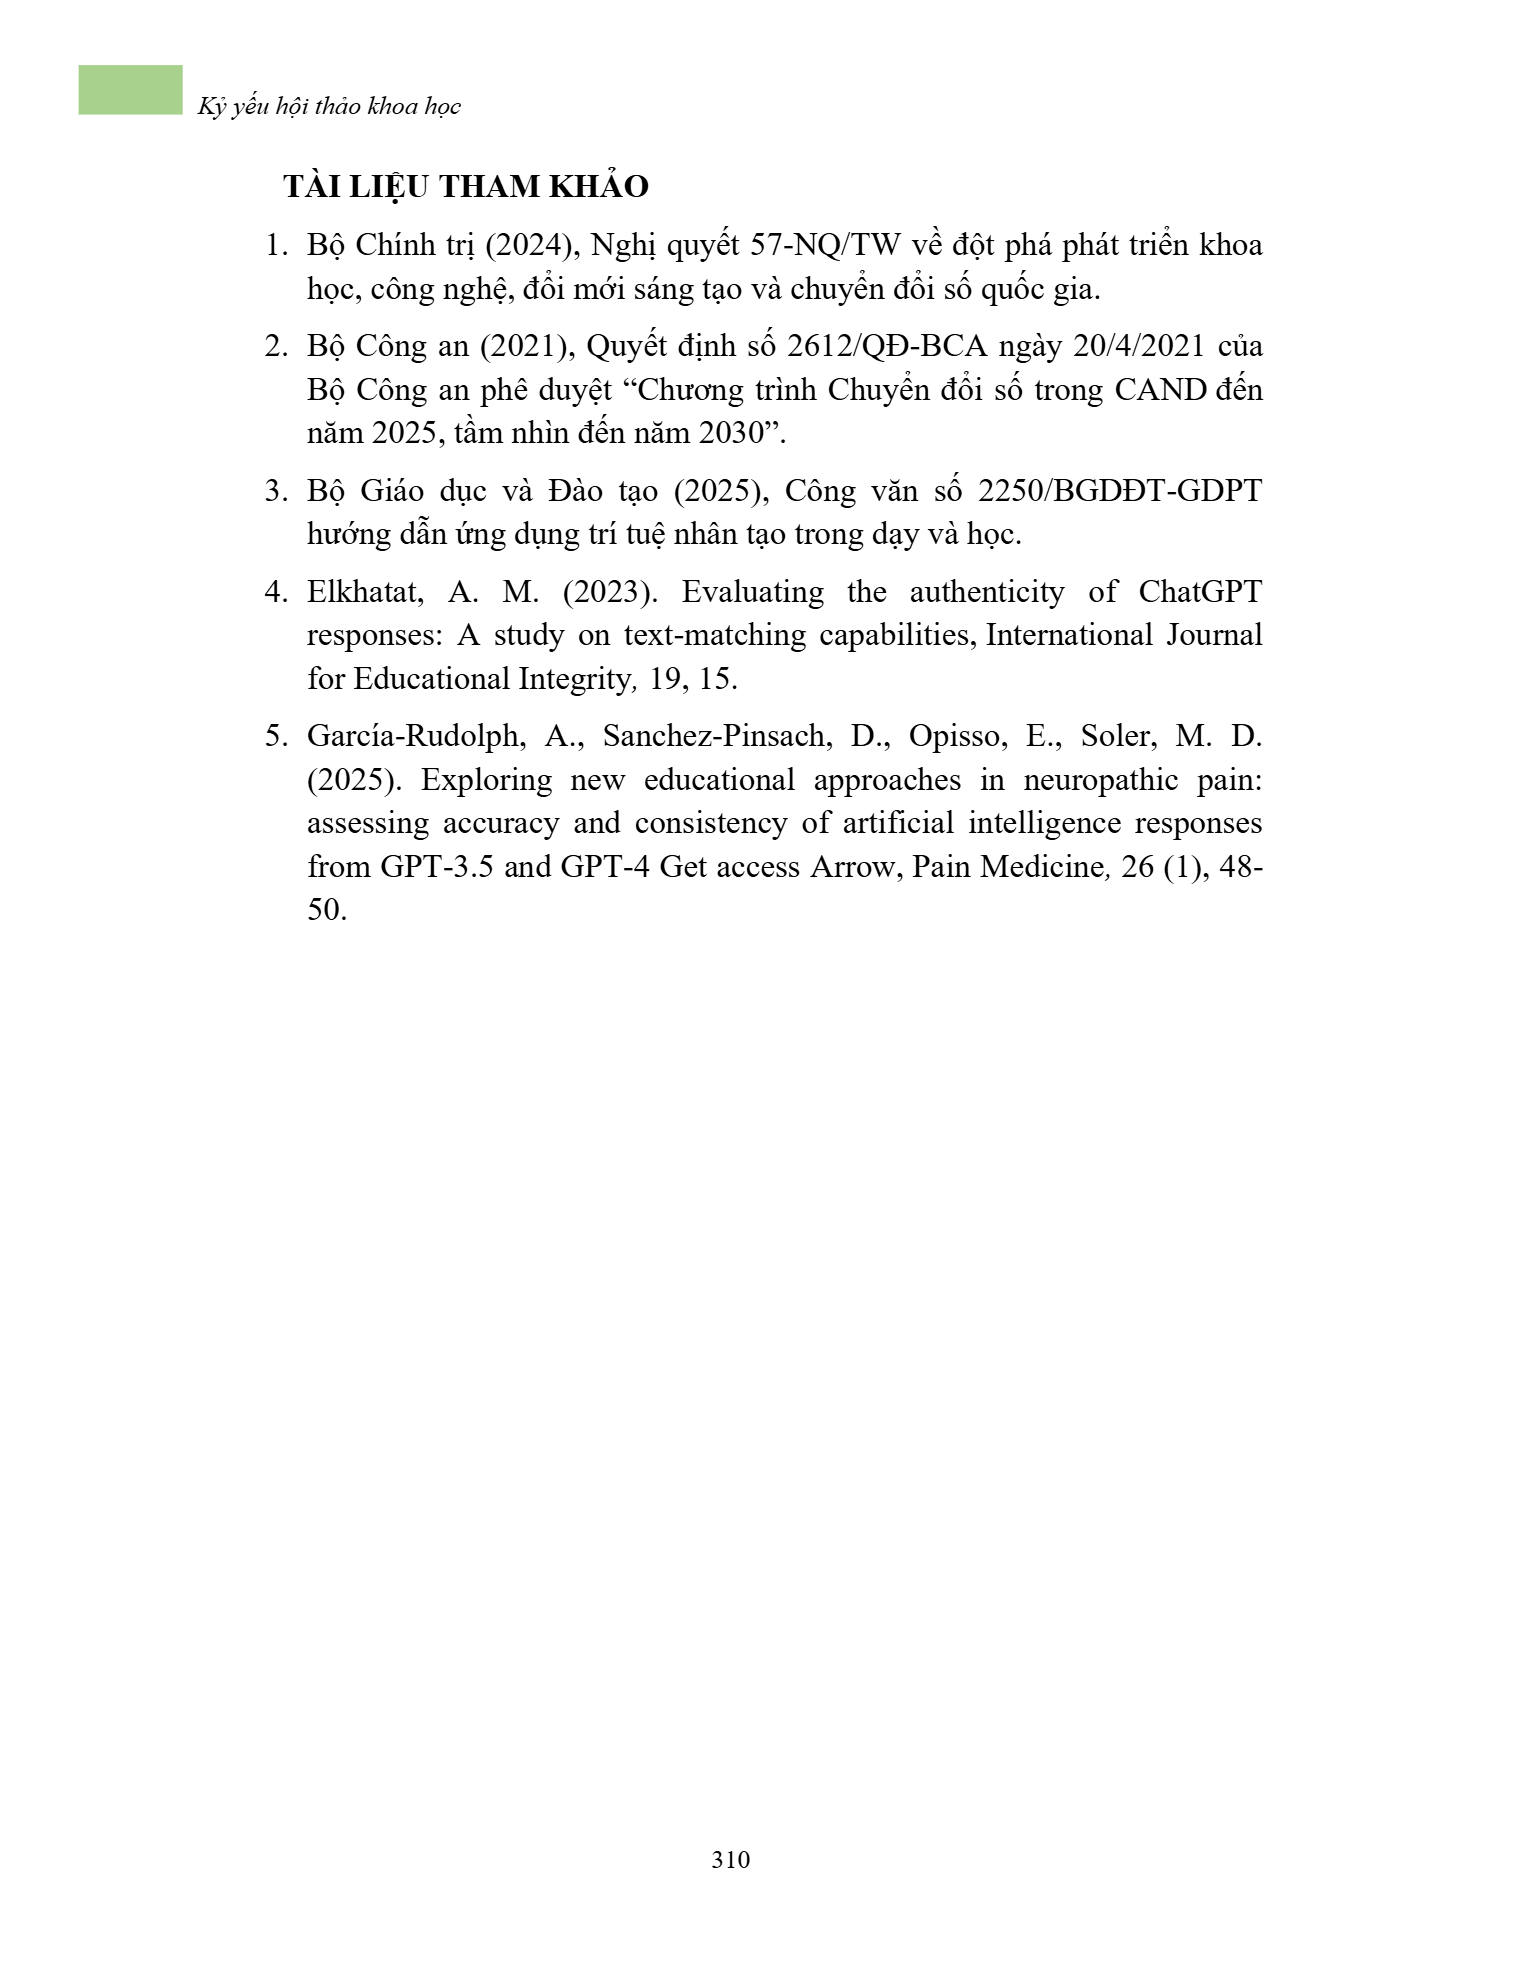 Kỷ yếu hội thảo khoa học
TÀI LIỆU THAM KHẢO
1. Bộ Chính trị (2024), Nghị quyết 57-NQ/TW về đột phá phát triển khoa
học, công nghệ, đổi mới sáng tạo và chuyển đổi số quốc gia.
2. Bộ Công an (2021), Quyết định số 2612/QĐ-BCA ngày 20/4/2021 của
Bộ Công an phê duyệt “Chương trình Chuyển đổi số trong CAND đến
năm 2025, tầm nhìn đến năm 2030”.
3. Bộ Giáo dục và Đào tạo (2025), Công văn số 2250/BGDĐT-GDPT
hướng dẫn ứng dụng trí tuệ nhân tạo trong dạy và học.
4. Elkhatat, A. M. (2023). Evaluating the authenticity of ChatGPT
responses: A study on text-matching capabilities, International Journal
for Educational Integrity, 19, 15.
5. García-Rudolph, A., Sanchez-Pinsach, D., Opisso, E., Soler, M. D.
(2025). Exploring new educational approaches in neuropathic pain:
assessing accuracy and consistency of artificial intelligence responses
from GPT-3.5 and GPT-4 Get access Arrow, Pain Medicine, 26 (1), 48-
50.
310